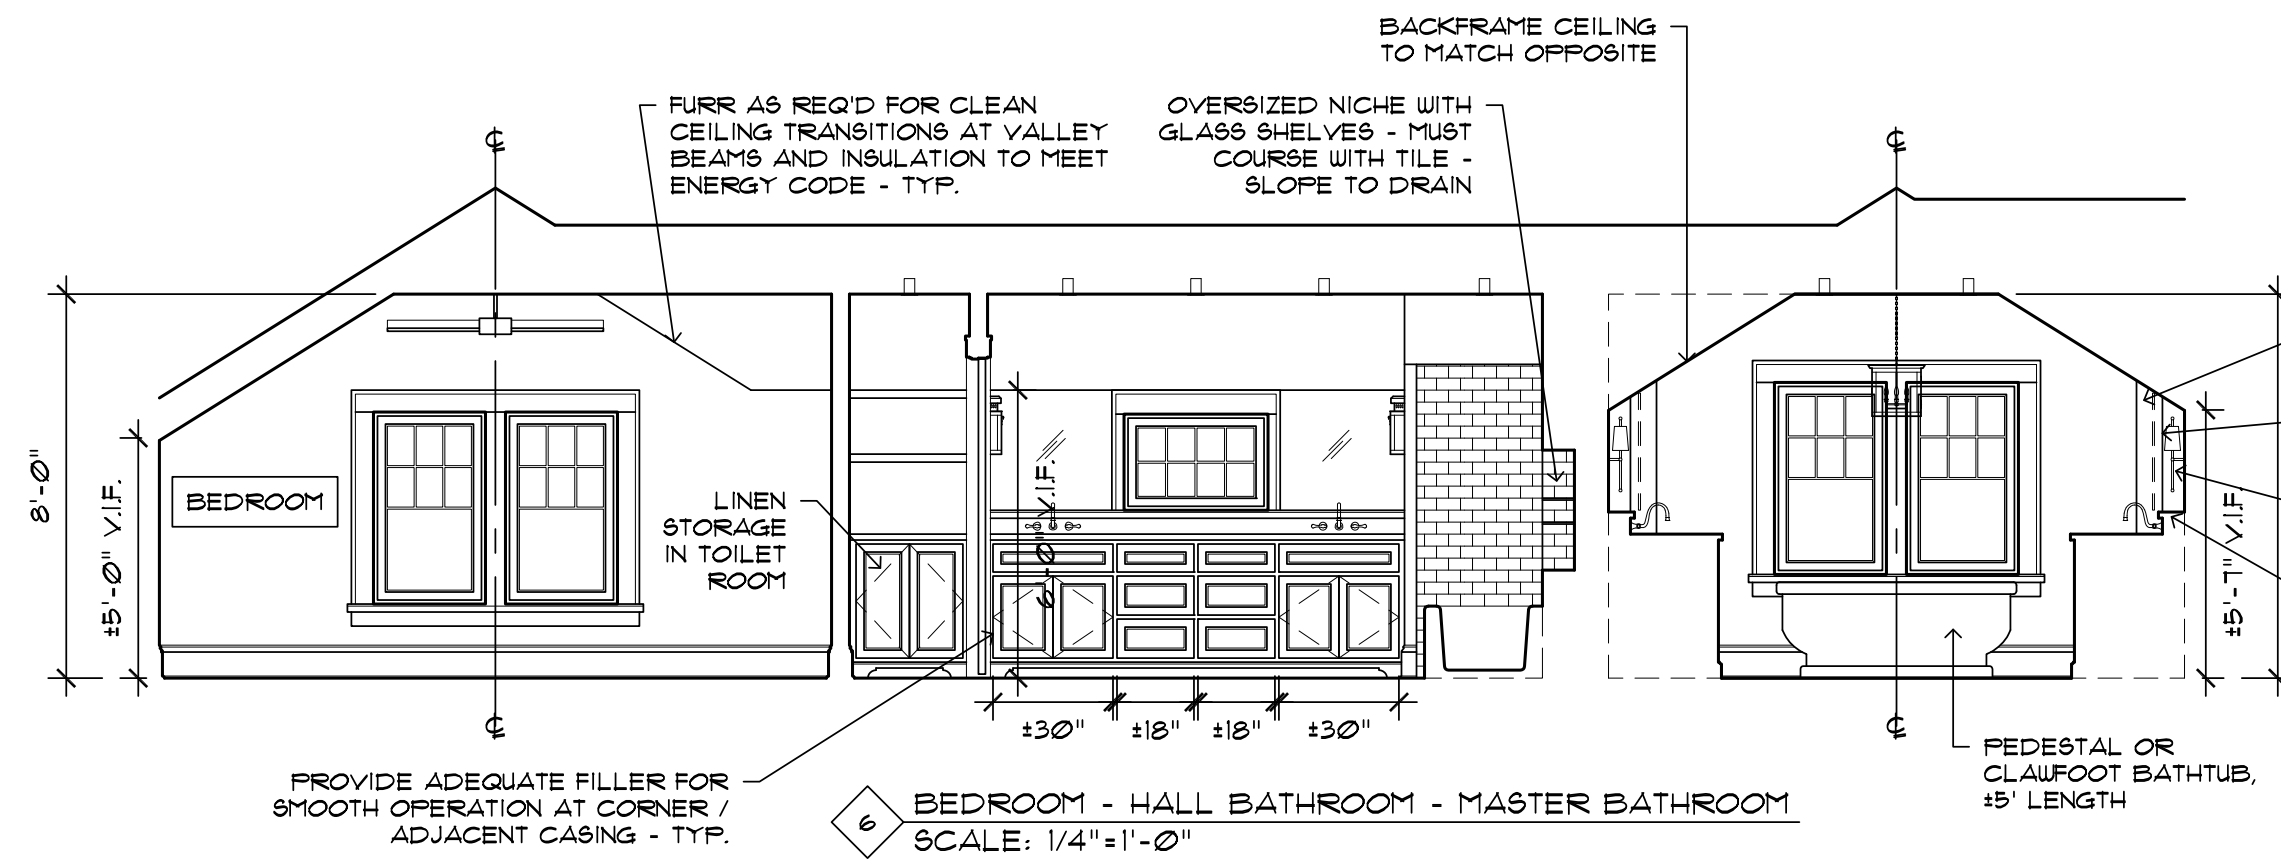 BACKFRAME CEILING
TO MATCH OPPOSITE
FURR AS REQ'D FOR CLEAN
CEILING TRANSITIONS AT VALLEY
BEAMS AND INSULATION TO MEET
ENERGY CODE - TYP.
OVERSIZED NICHE WITH
GLASS SHELVES - MUST
COURSE WITH TILE -
SLOPE TO DRAIN
℄
℄
8'-0"
±5'-0" V.I.F.
BEDROOM
LINEN
STORAGE
IN TOILET
ROOM
6'-0" V.I.F.
±5'-7" V.I.F.
℄
℄
±30"
±18"
±18"
±30"
PEDESTAL OR
CLAWFOOT BATHTUB,
±5' LENGTH
PROVIDE ADEQUATE FILLER FOR
SMOOTH OPERATION AT CORNER /
ADJACENT CASING - TYP.
6
BEDROOM - HALL BATHROOM - MASTER BATHROOM
SCALE: 1/4"=1'-0"